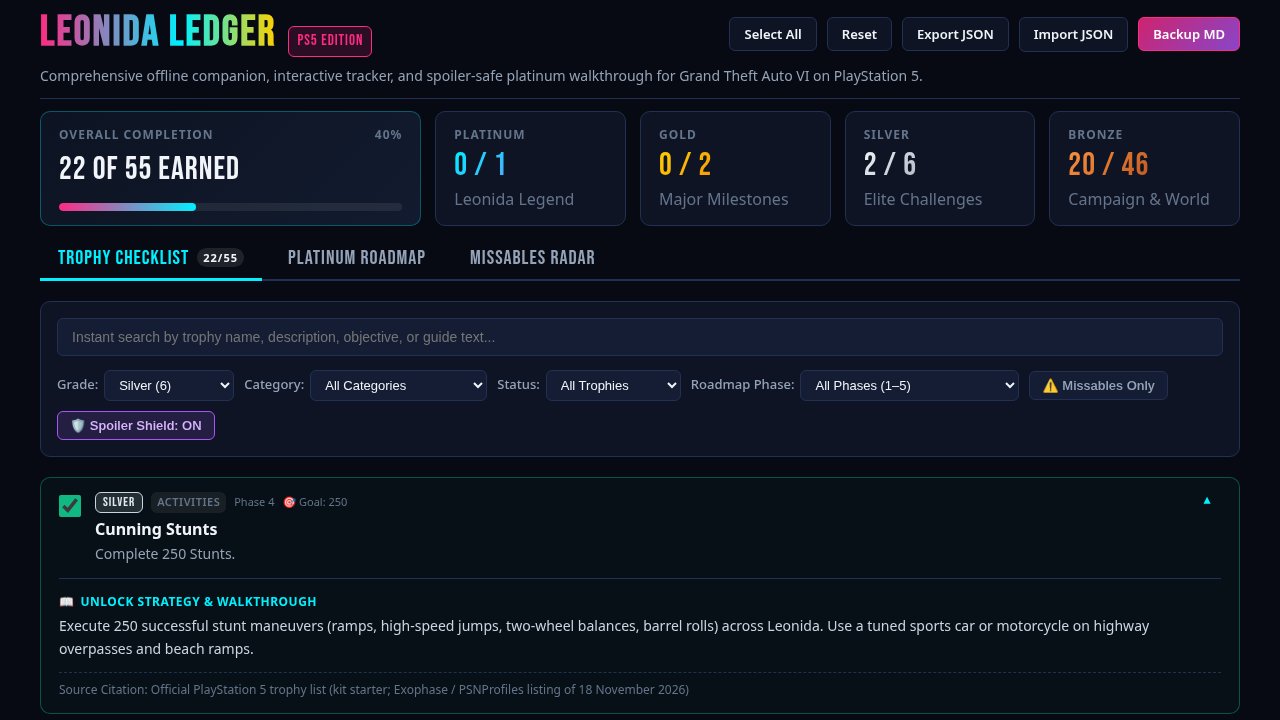 LEONIDA LEDGER
PS5 EDITION
Select All
Reset
Export JSON
Import JSON
Backup MD
Comprehensive offline companion, interactive tracker, and spoiler-safe platinum walkthrough for Grand Theft Auto VI on PlayStation 5.
OVERALL COMPLETION
40%
22 OF 55 EARNED
PLATINUM
0 / 1
Leonida Legend
GOLD
0 / 2
Major Milestones
SILVER
2 / 6
Elite Challenges
BRONZE
20 / 46
Campaign & World
TROPHY CHECKLIST 22/55
PLATINUM ROADMAP
MISSABLES RADAR
Instant search by trophy name, description, objective, or guide text...
Grade: Silver (6)
Category: All Categories
Status: All Trophies
Roadmap Phase: All Phases (1–5)
⚠️ Missables Only
🛡️ Spoiler Shield: ON
SILVER ACTIVITIES Phase 4 🎯 Goal: 250
▲
Cunning Stunts
Complete 250 Stunts.
📖 UNLOCK STRATEGY & WALKTHROUGH
Execute 250 successful stunt maneuvers (ramps, high-speed jumps, two-wheel balances, barrel rolls) across Leonida. Use a tuned sports car or motorcycle on highway
overpasses and beach ramps.
Source Citation: Official PlayStation 5 trophy list (kit starter; Exophase / PSNProfiles listing of 18 November 2026)